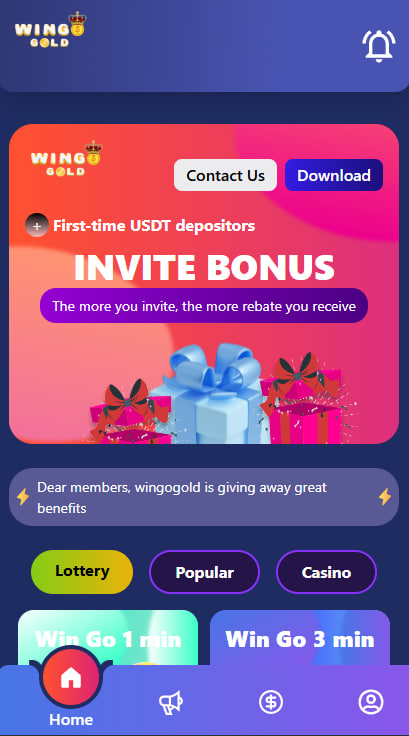 WINGO
GOLD
WINGO
GOLD
Contact Us
Download
+ First-time USDT depositors
INVITE BONUS
The more you invite, the more rebate you receive
Dear members, wingogold is giving away great
benefits
Lottery
Popular
Casino
Win Go 1 min
Win Go 3 min
Home